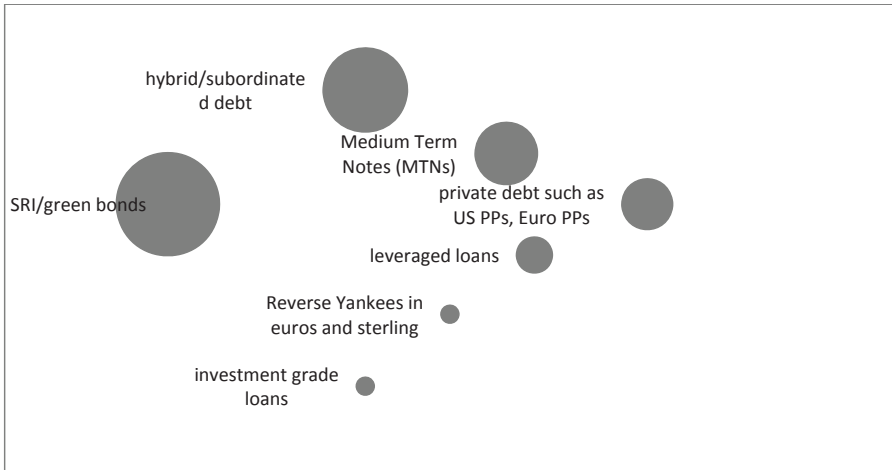 hybrid/subordinate
d debt
Medium Term
Notes (MTNs)
private debt such as
US PPs, Euro PPs
SRI/green bonds
leveraged loans
Reverse Yankees in
euros and sterling
investment grade
loans